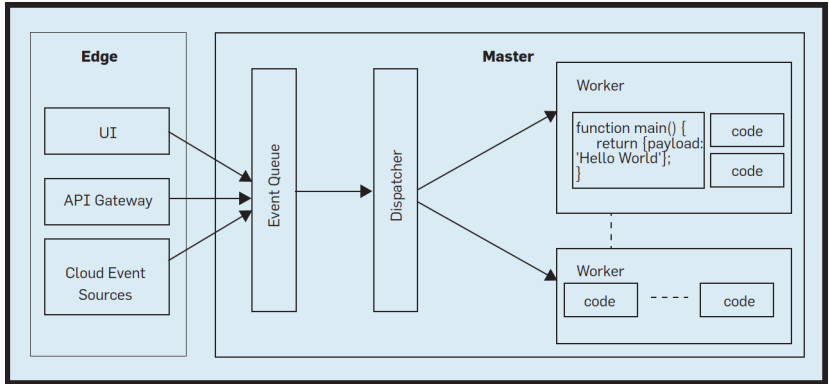 Edge
Master
UI
API Gateway
Cloud Event
Sources
Event Queue
Dispatcher
Worker
function main() {
return {payload:
'Hello World'};
}
code
code
Worker
code
code